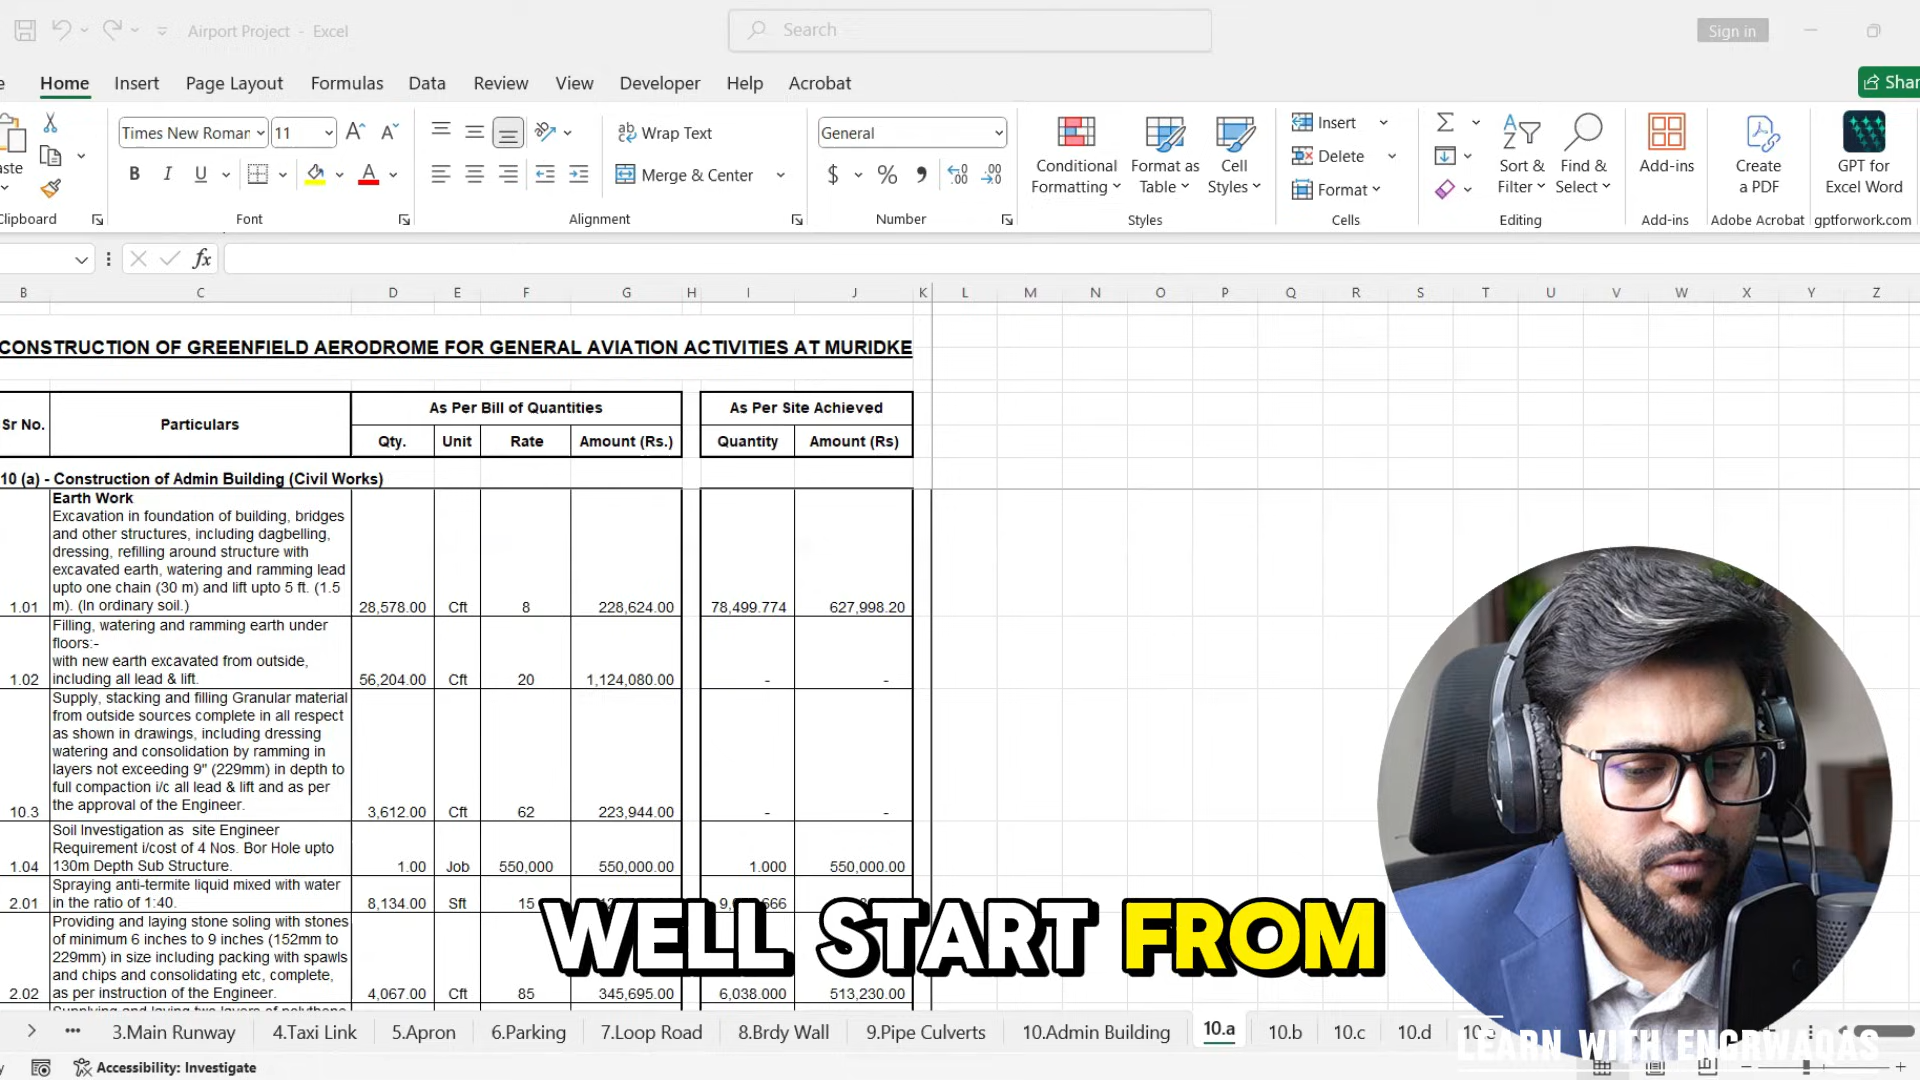 Airport Project - Excel
Search
Sign in
Home Insert Page Layout Formulas Data Review View Developer Help Acrobat
Shar
Times New Roman 11
Wrap Text
General
Merge & Center
B I U
$ % 9
Conditional Formatting
Format as Table
Cell Styles
Insert
Delete
Format
Sort & Filter
Find & Select
Add-ins
Create a PDF
GPT for Excel Word
Clipboard Font Alignment Number Styles Cells Editing Add-ins Adobe Acrobat gptforwork.com
fx
B C D E F G H I J K L M N O P Q R S T U V W X Y Z
CONSTRUCTION OF GREENFIELD AERODROME FOR GENERAL AVIATION ACTIVITIES AT MURIDKE
Sr No. Particulars As Per Bill of Quantities As Per Site Achieved
Qty. Unit Rate Amount (Rs.) Quantity Amount (Rs)
10 (a) - Construction of Admin Building (Civil Works)
Earth Work
Excavation in foundation of building, bridges
and other structures, including dagbelling,
dressing, refilling around structure with
excavated earth, watering and ramming lead
upto one chain (30 m) and lift upto 5 ft. (1.5
1.01 m). (In ordinary soil.) 28,578.00 Cft 8 228,624.00 78,499.774 627,998.20
Filling, watering and ramming earth under
floors:-
with new earth excavated from outside,
1.02 including all lead & lift. 56,204.00 Cft 20 1,124,080.00 - -
Supply, stacking and filling Granular material
from outside sources complete in all respect
as shown in drawings, including dressing
watering and consolidation by ramming in
layers not exceeding 9" (229mm) in depth to
full compaction i/c all lead & lift and as per
the approval of the Engineer.
10.3 3,612.00 Cft 62 223,944.00 - -
Soil Investigation as site Engineer
Requirement i/cost of 4 Nos. Bor Hole upto
1.04 130m Depth Sub Structure. 1.00 Job 550,000 550,000.00 1.000 550,000.00
Spraying anti-termite liquid mixed with water
2.01 in the ratio of 1:40. 8,134.00 Sft 15
Providing and laying stone soling with stones
of minimum 6 inches to 9 inches (152mm to
229mm) in size including packing with spawls
and chips and consolidating etc, complete,
2.02 as per instruction of the Engineer. 4,067.00 Cft 85 345,695.00 6,038.000 513,230.00
WELL START FROM
3.Main Runway 4.Taxi Link 5.Apron 6.Parking 7.Loop Road 8.Brdy Wall 9.Pipe Culverts 10.Admin Building 10.a 10.b 10.c 10.d
LEARN WITH ENGRWAQAS
Accessibility: Investigate